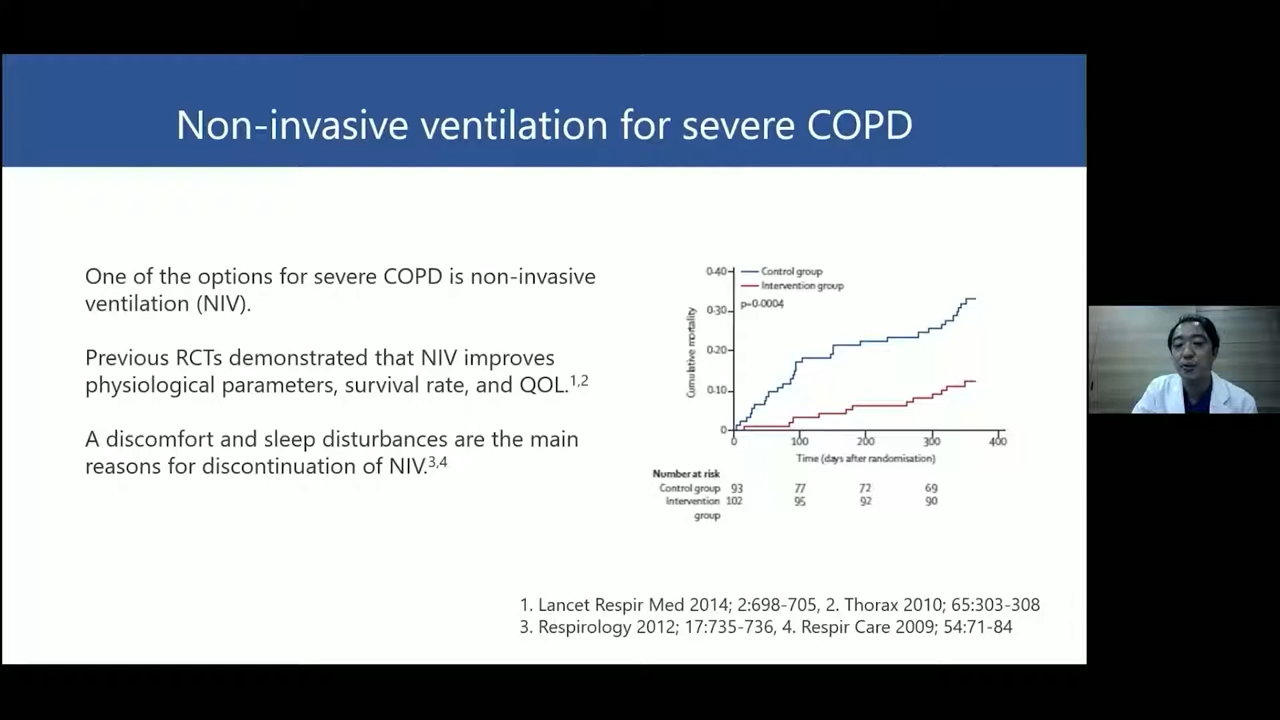 Non-invasive ventilation for severe COPD
One of the options for severe COPD is non-invasive
ventilation (NIV).
Previous RCTs demonstrated that NIV improves
physiological parameters, survival rate, and QOL.1,2
A discomfort and sleep disturbances are the main
reasons for discontinuation of NIV.3,4
Control group
Intervention group
p=0·0004
Cumulative mortality
0·40
0·30
0·20
0·10
0
0 100 200 300 400
Time (days after randomisation)
Number at risk
Control group 93 77 72 69
Intervention 102 95 92 90
group
1. Lancet Respir Med 2014; 2:698-705, 2. Thorax 2010; 65:303-308
3. Respirology 2012; 17:735-736, 4. Respir Care 2009; 54:71-84